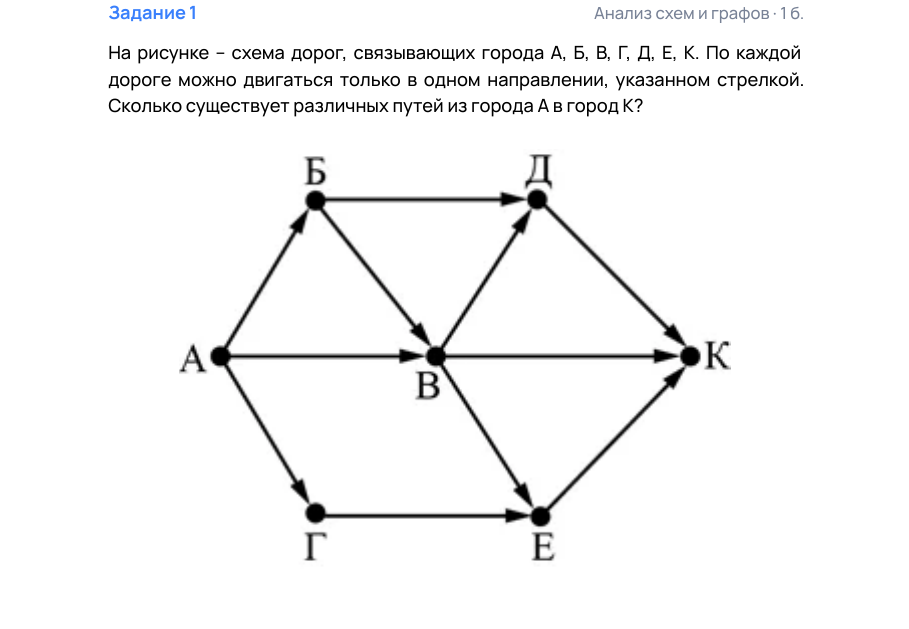 Задание 1
Анализ схем и графов · 1 б.
На рисунке – схема дорог, связывающих города А, Б, В, Г, Д, Е, К. По каждой
дороге можно двигаться только в одном направлении, указанном стрелкой.
Сколько существует различных путей из города А в город К?
Б
Д
А
В
К
Г
Е